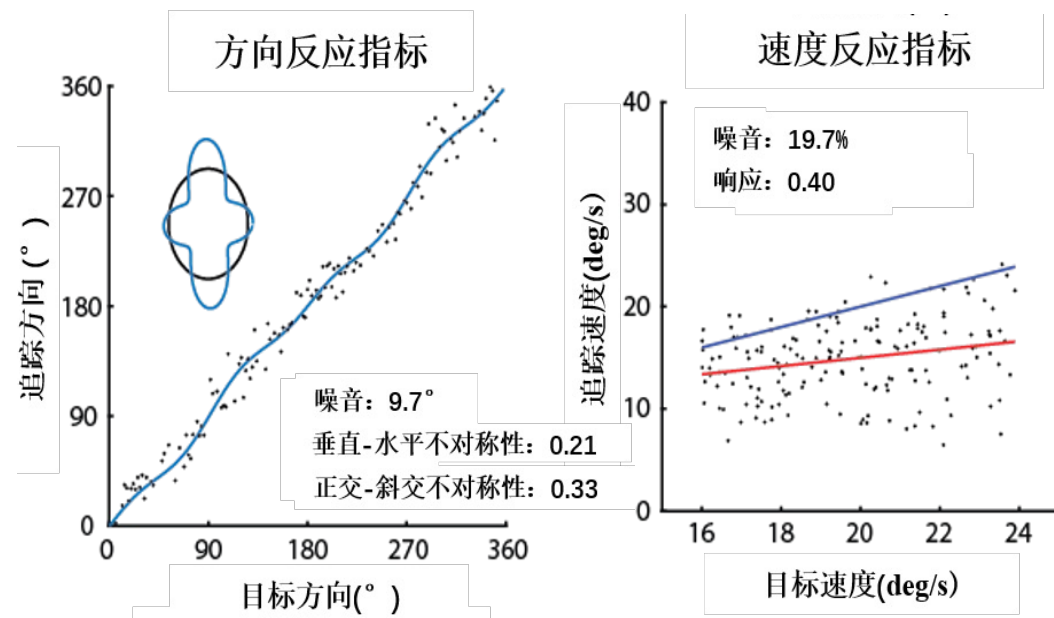 方向反应指标
360
270
180
90
0
0 90 180 270 360
追踪方向 (°)
噪音：9.7°
垂直-水平不对称性：0.21
正交-斜交不对称性：0.33
目标方向(°)
速度反应指标
40
30
20
10
0
16 18 20 22 24
追踪速度(deg/s)
噪音：19.7%
响应：0.40
目标速度(deg/s)